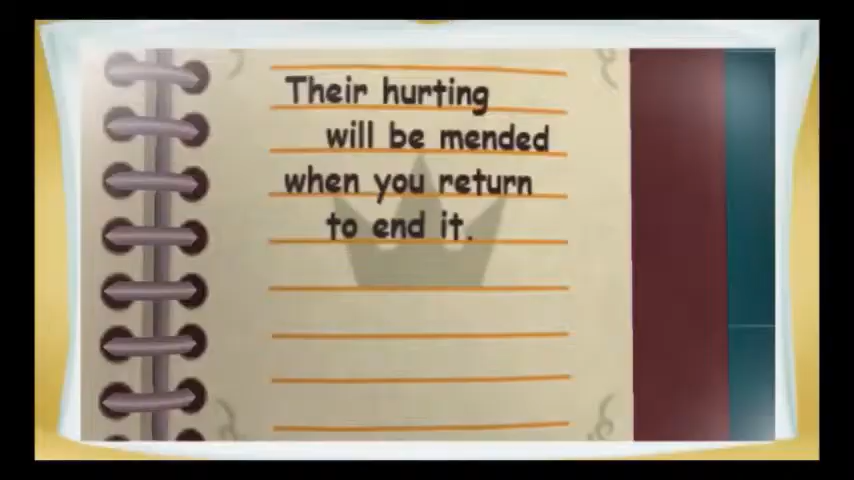 Their hurting
will be mended
when you return
to end it.